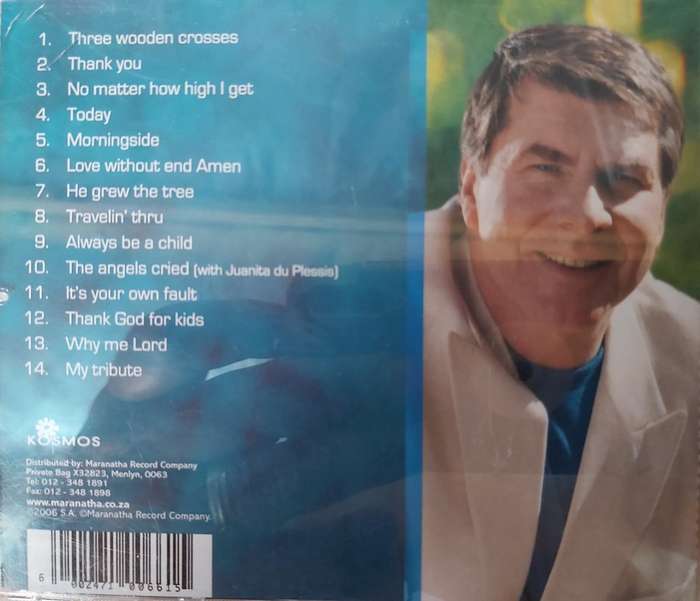 1. Three wooden crosses
2. Thank you
3. No matter how high I get
4. Today
5. Morningside
6. Love without end Amen
7. He grew the tree
8. Travelin' thru
9. Always be a child
10. The angels cried (with Juanita du Plessis)
11. It's your own fault
12. Thank God for kids
13. Why me Lord
14. My tribute
KOSMOS
Distributed by: Maranatha Record Company
Private Bag X32823, Menlyn, 0063
Tel: 012 - 348 1891
Fax: 012 - 348 1898
www.maranatha.co.za
©2006 S.A. ©Maranatha Record Company.
6 002471 006615